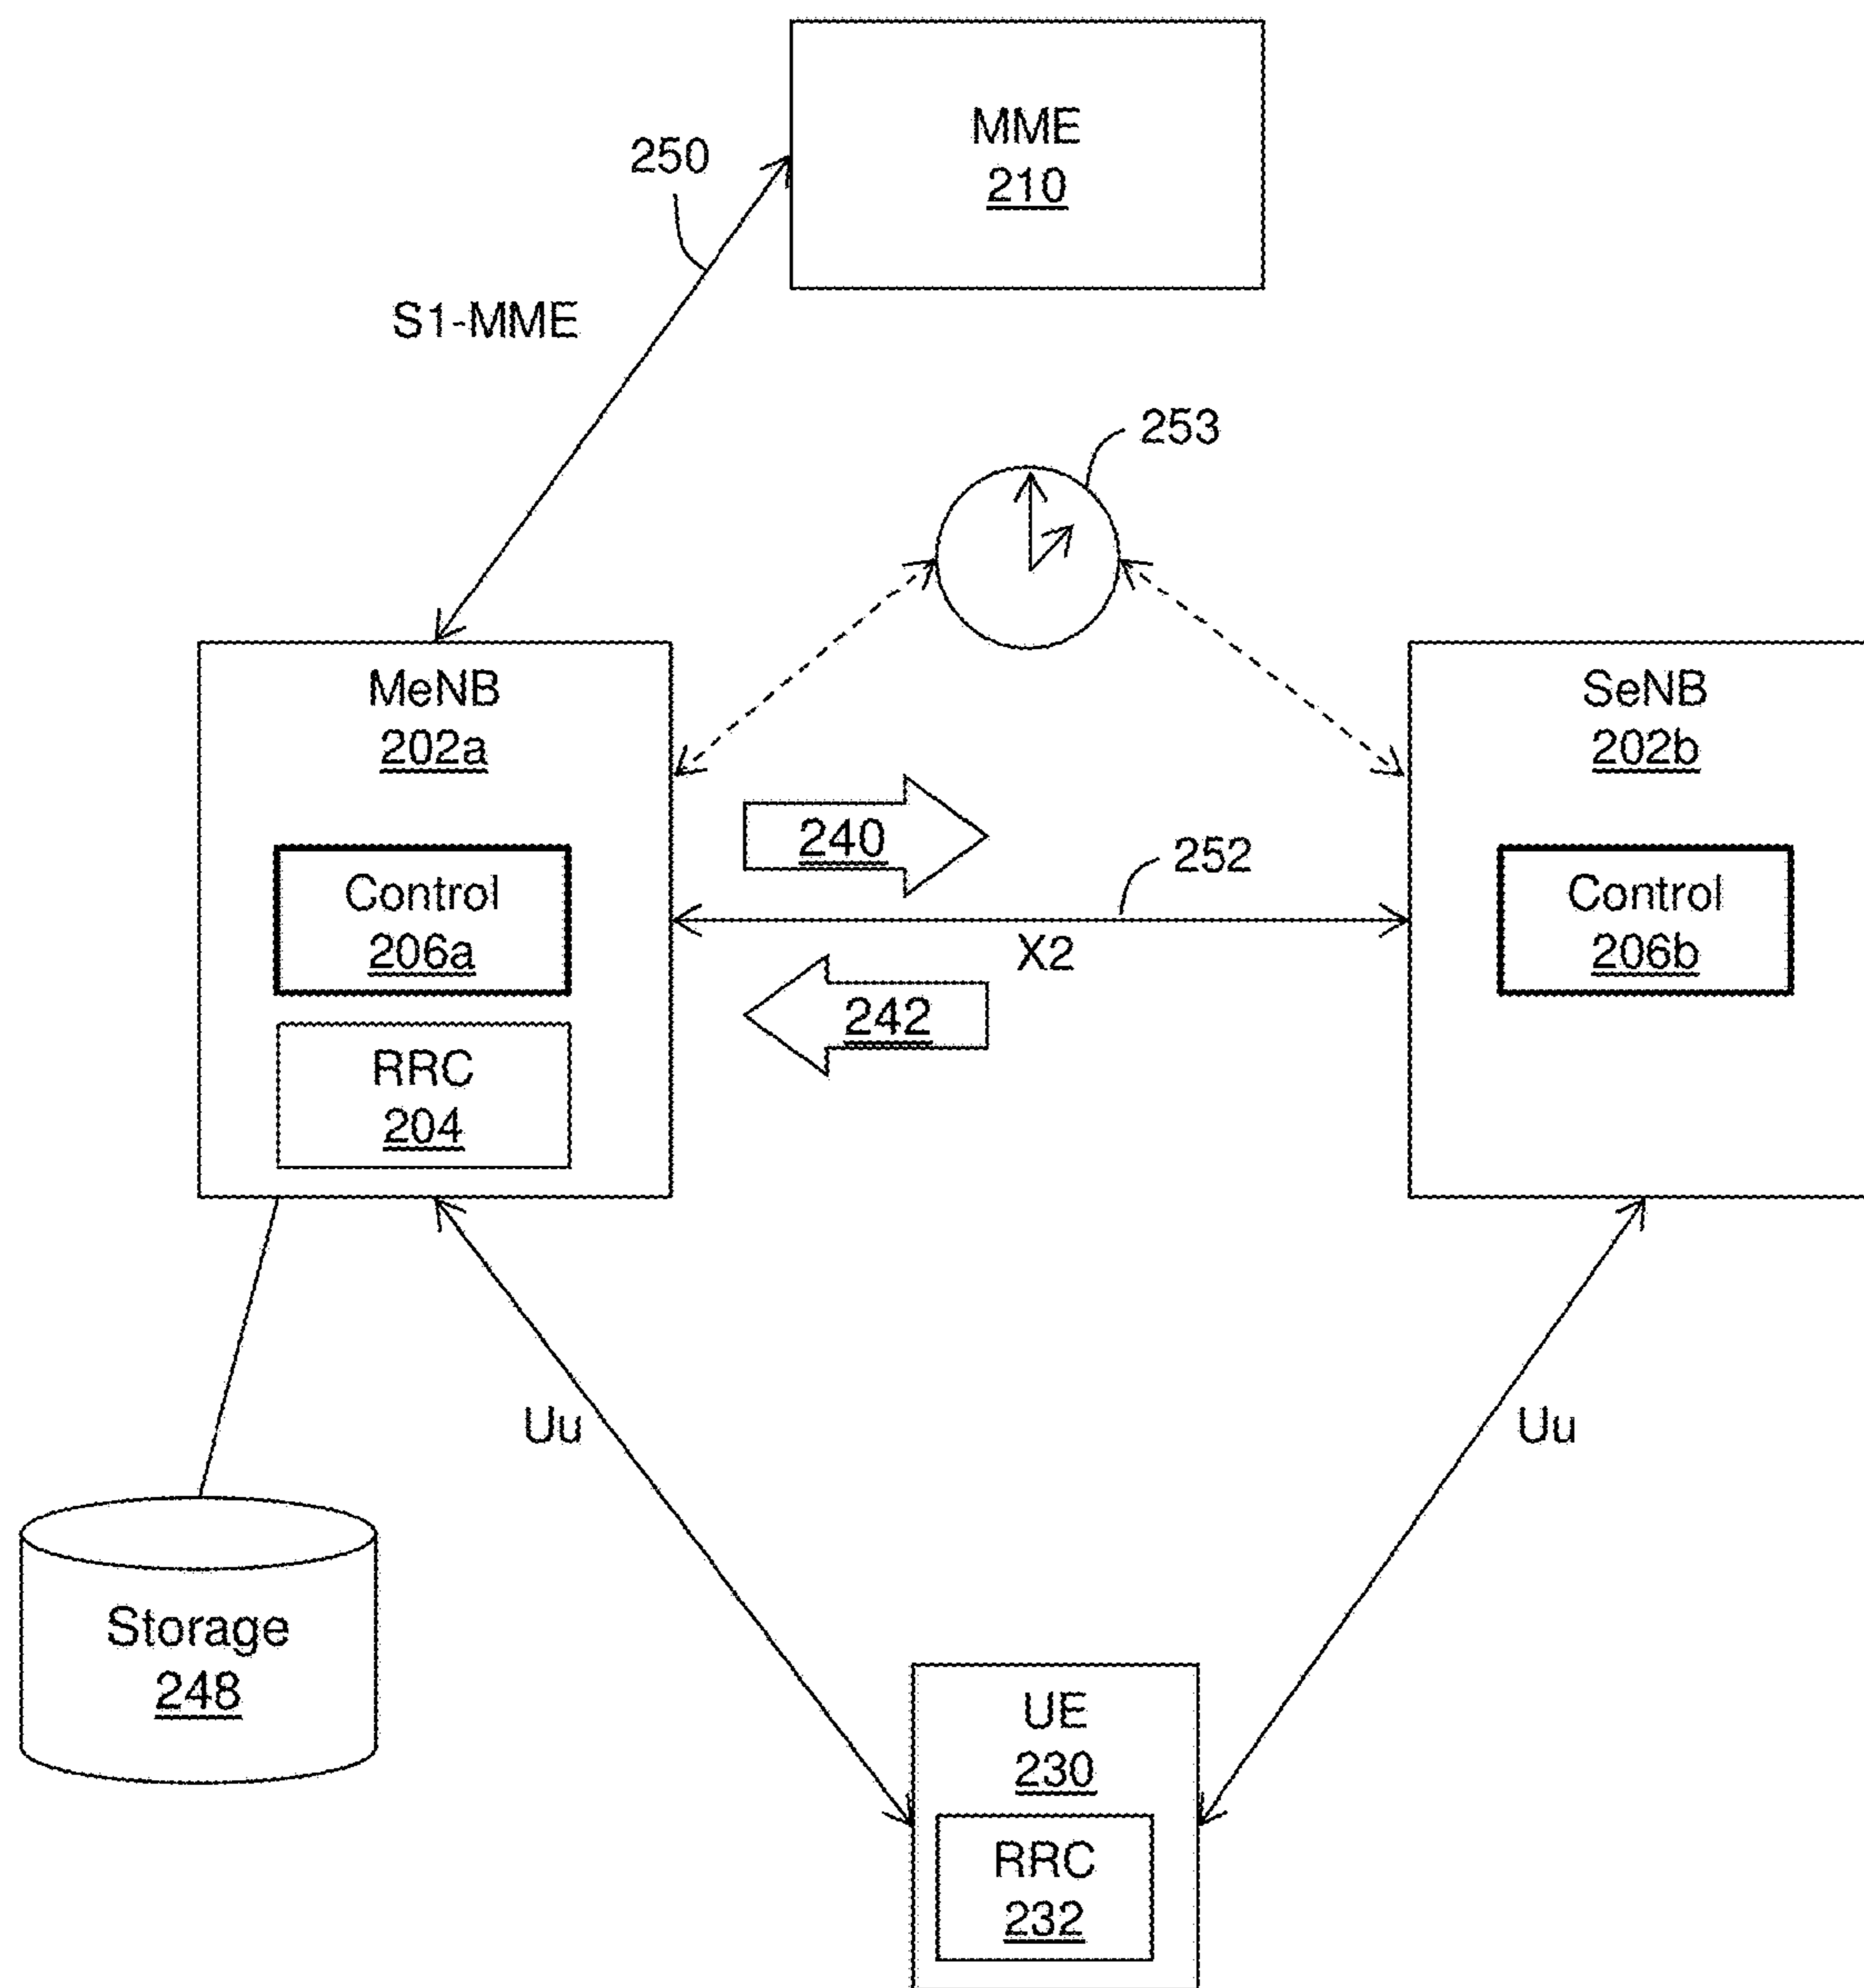 MME
210
250
S1-MME
253
MeNB
202a
SeNB
202b
240
252
Control
206a
Control
206b
X2
242
RRC
204
Uu
Uu
Storage
248
UE
230
RRC
232